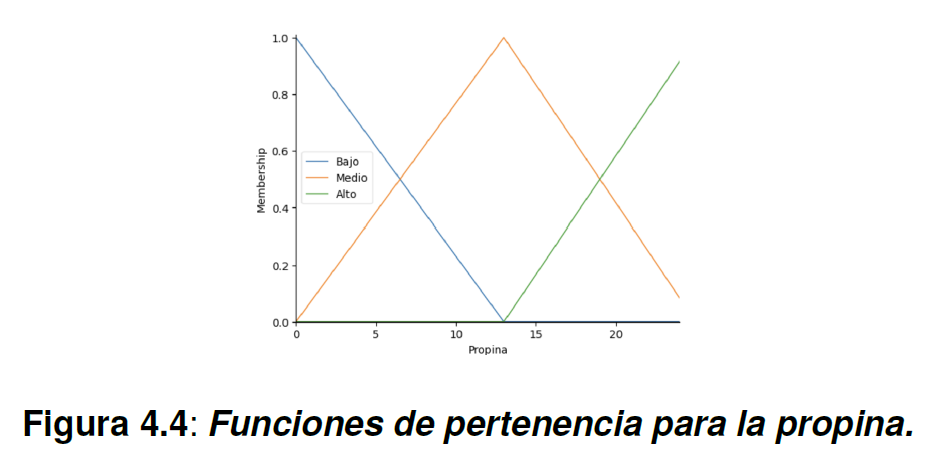 1.0
0.8
0.6
0.4
0.2
0.0
Membership
Bajo
Medio
Alto
0 5 10 15 20
Propina
Figura 4.4: Funciones de pertenencia para la propina.